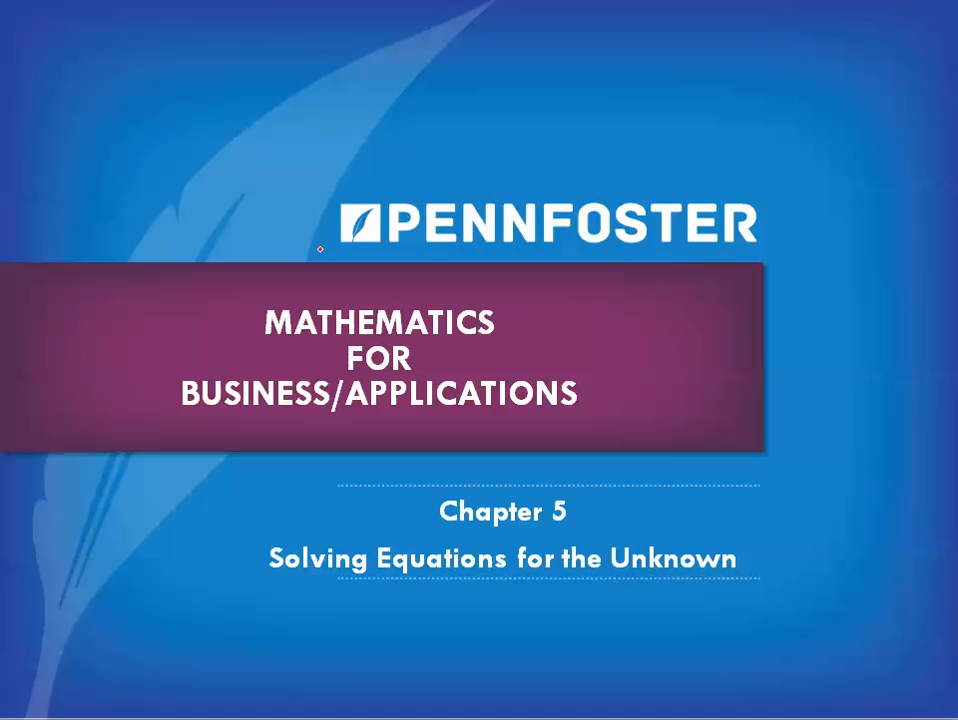 PENNFOSTER
MATHEMATICS
FOR
BUSINESS/APPLICATIONS
Chapter 5
Solving Equations for the Unknown